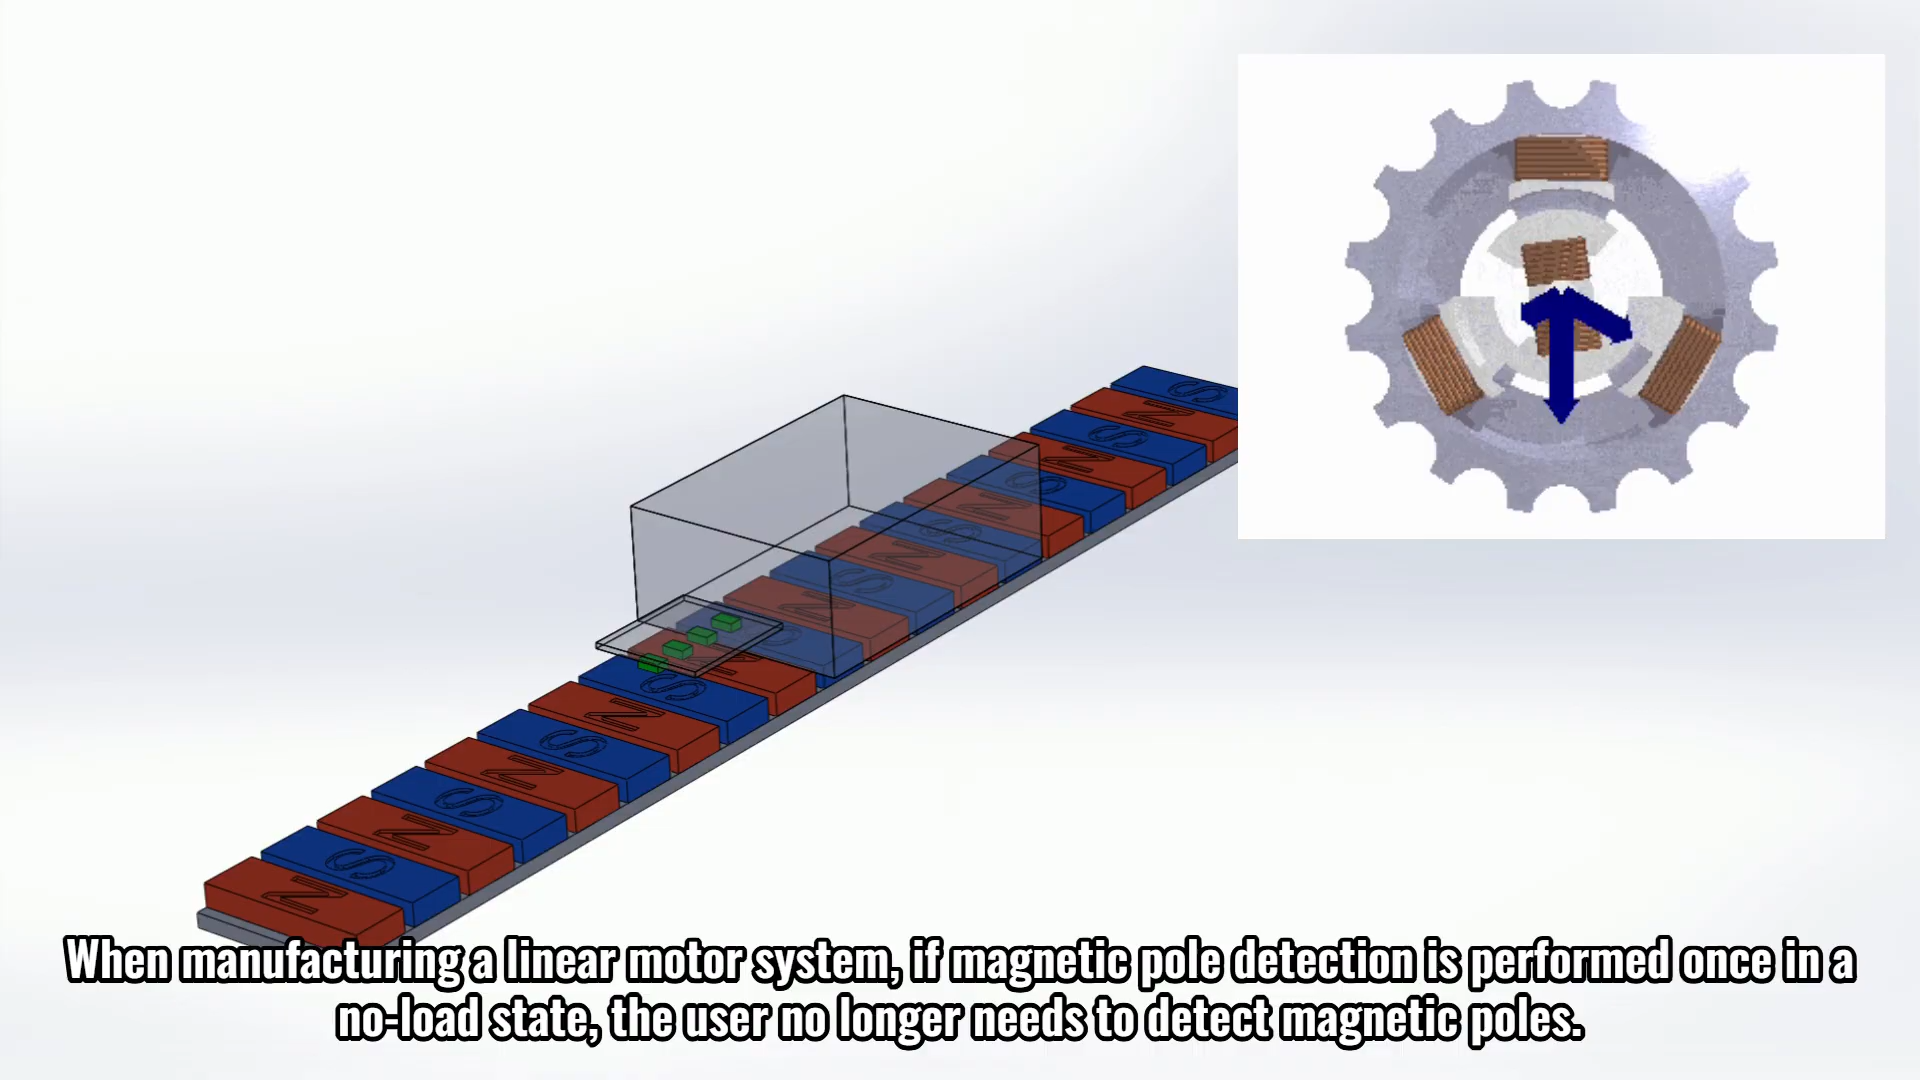 S
N
S
N
S
N
S
N
S
N
S
N
S
N
S
N
S
N
S
N
When manufacturing a linear motor system, if magnetic pole detection is performed once in a
no-load state, the user no longer needs to detect magnetic poles.